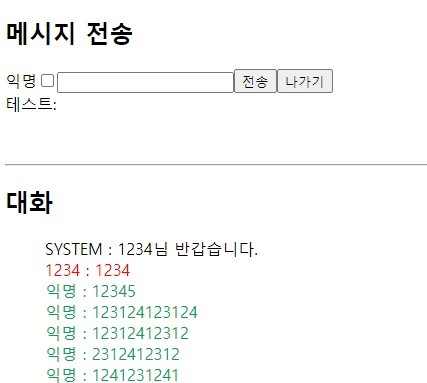 메시지 전송
익명 전송 나가기
테스트:
대화
SYSTEM : 1234님 반갑습니다.
1234 : 1234
익명 : 12345
익명 : 123124123124
익명 : 12312412312
익명 : 2312412312
익명 : 1241231241